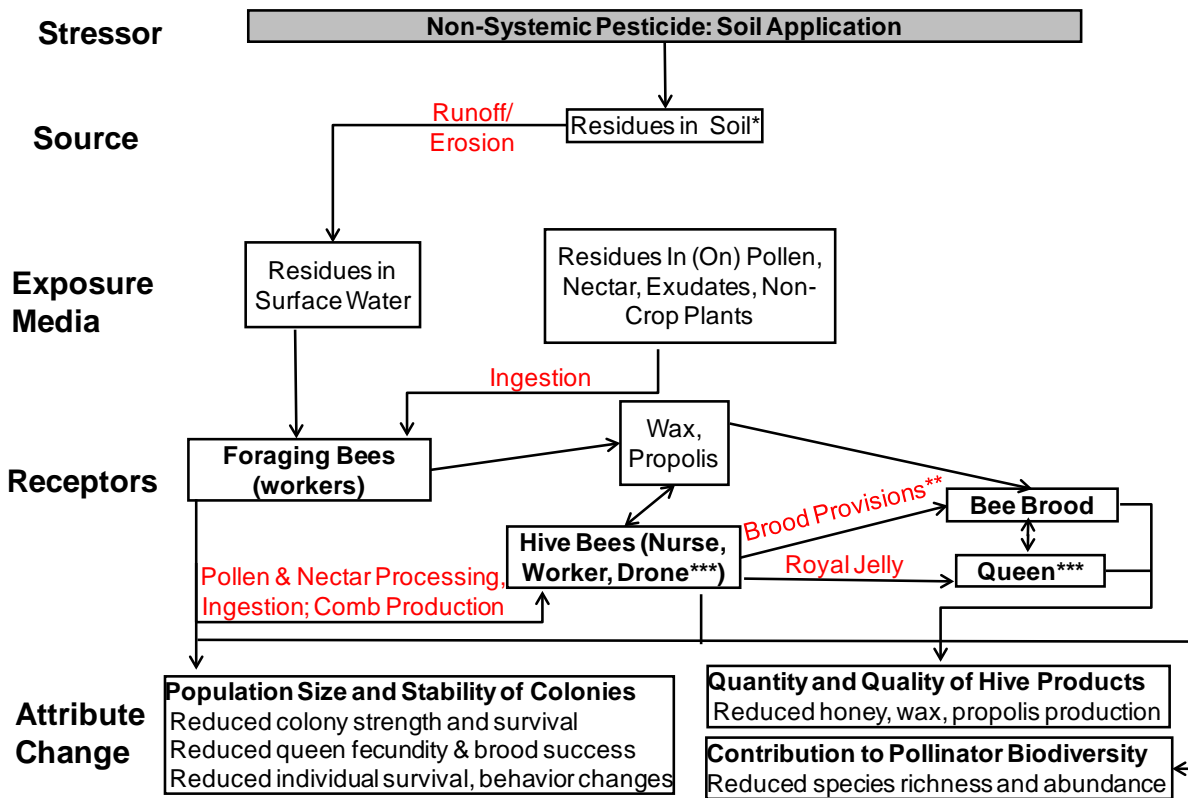 Stressor
Non-Systemic Pesticide: Soil Application
Source
Runoff/
Erosion
Residues in Soil*
Exposure
Media
Residues in
Surface Water
Residues In (On) Pollen,
Nectar, Exudates, Non-
Crop Plants
Ingestion
Receptors
Foraging Bees
(workers)
Wax,
Propolis
Brood Provisions**
Bee Brood
Hive Bees (Nurse,
Worker, Drone***)
Royal Jelly
Queen***
Pollen & Nectar Processing,
Ingestion; Comb Production
Attribute
Change
Population Size and Stability of Colonies
Reduced colony strength and survival
Reduced queen fecundity & brood success
Reduced individual survival, behavior changes
Quantity and Quality of Hive Products
Reduced honey, wax, propolis production
Contribution to Pollinator Biodiversity
Reduced species richness and abundance